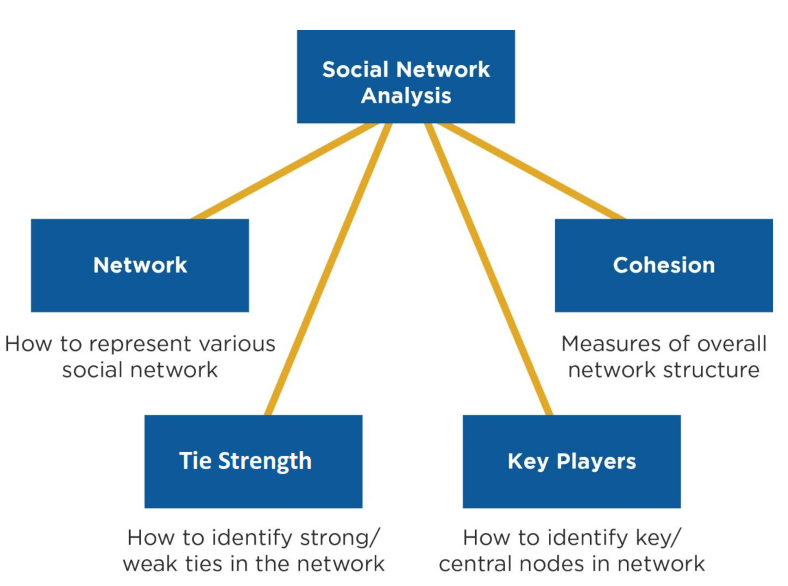 Social Network
Analysis
Network
How to represent various
social network
Cohesion
Measures of overall
network structure
Tie Strength
How to identify strong/
weak ties in the network
Key Players
How to identify key/
central nodes in network